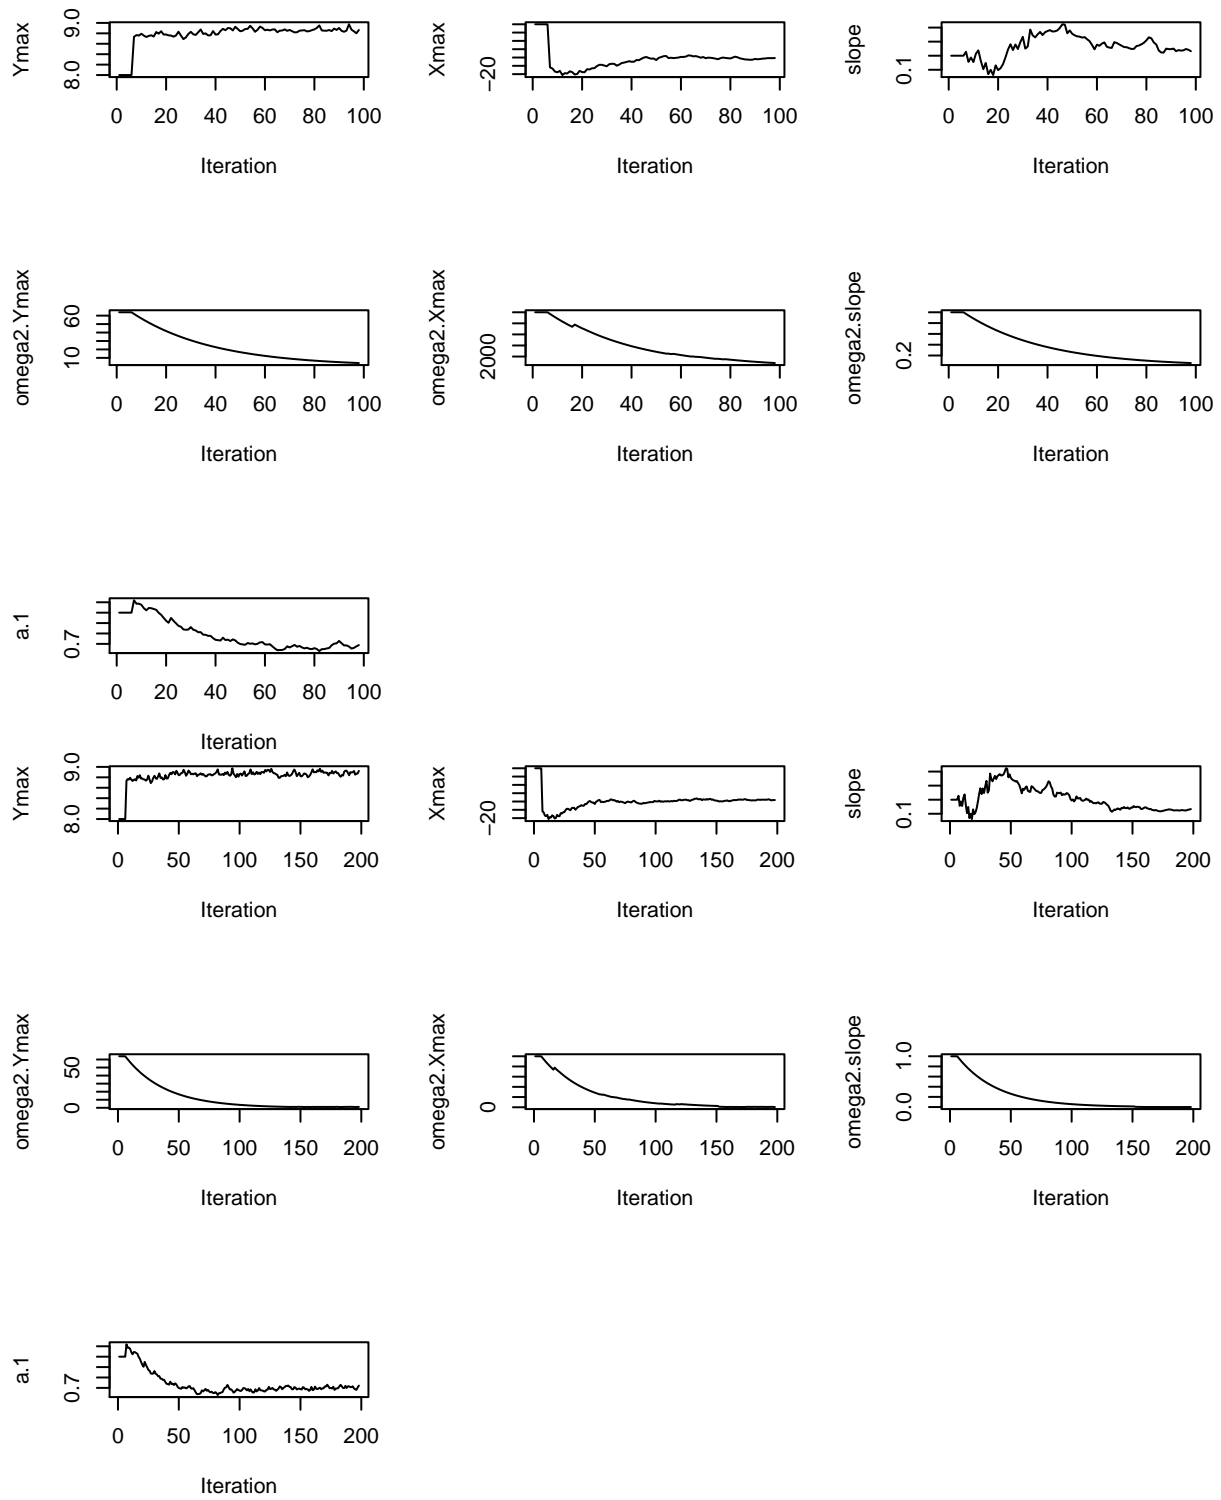 Ymax
8.0 9.0
0 20 40 60 80 100
Iteration
Xmax
−20
0 20 40 60 80 100
Iteration
slope
0.1
0 20 40 60 80 100
Iteration
omega2.Ymax
10 60
0 20 40 60 80 100
Iteration
omega2.Xmax
2000
0 20 40 60 80 100
Iteration
omega2.slope
0.2
0 20 40 60 80 100
Iteration
a.1
0.7
0 20 40 60 80 100
Iteration
Ymax
8.0 9.0
0 50 100 150 200
Iteration
Xmax
−20
0 50 100 150 200
Iteration
slope
0.1
0 50 100 150 200
Iteration
omega2.Ymax
0 50
0 50 100 150 200
Iteration
omega2.Xmax
0
0 50 100 150 200
Iteration
omega2.slope
0.0 1.0
0 50 100 150 200
Iteration
a.1
0.7
0 50 100 150 200
Iteration